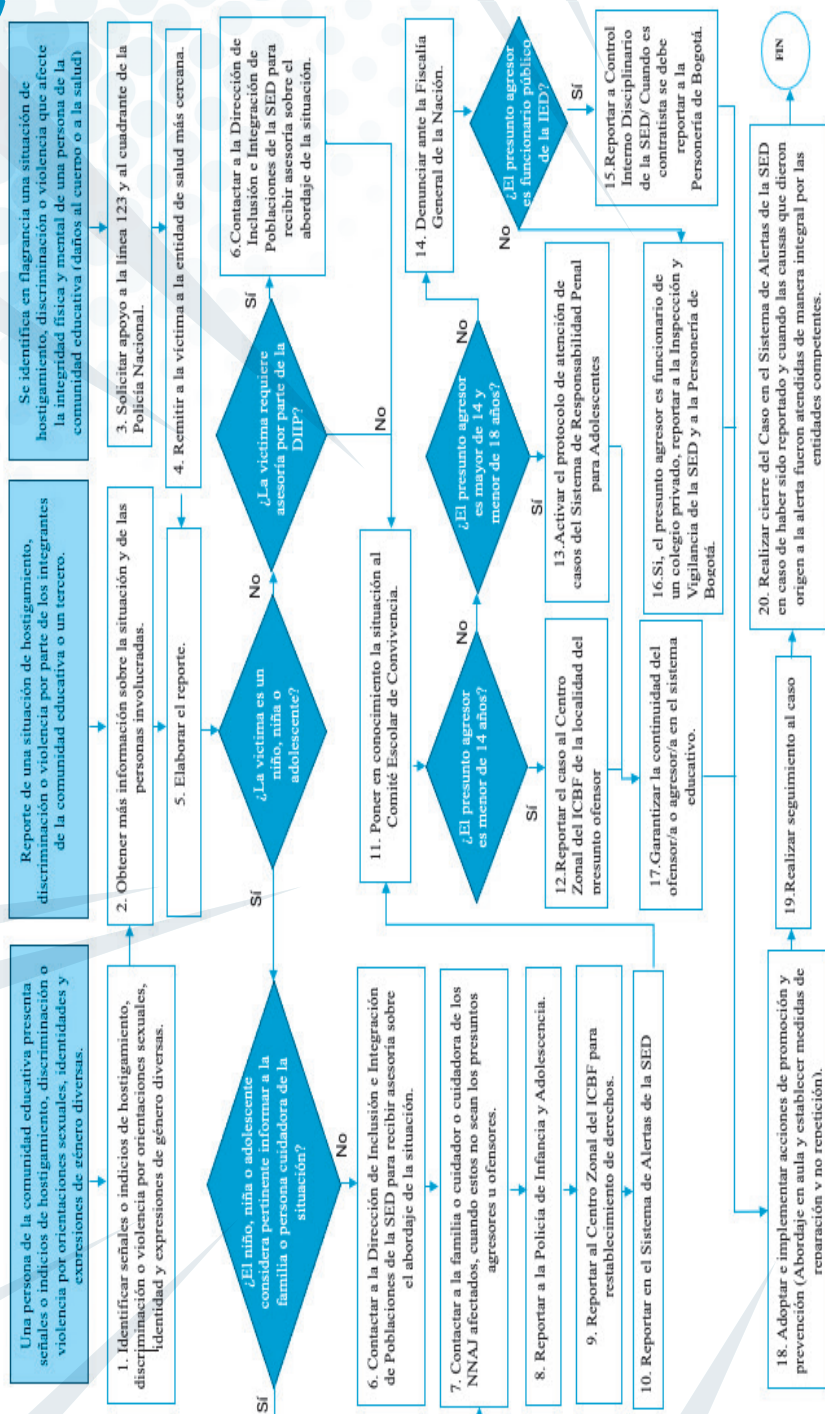 Una persona de la comunidad educativa presenta
señales o indicios de hostigamiento, discriminación o
violencia por orientaciones sexuales, identidades y
expresiones de género diversas.
Reporte de una situación de hostigamiento,
discriminación o violencia por parte de los integrantes
de la comunidad educativa o un tercero.
Se identifica en flagrancia una situación de
hostigamiento, discriminación o violencia que afecte
la integridad física y mental de una persona de la
comunidad educativa (daños al cuerpo o a la salud)
1. Identificar señales o indicios de hostigamiento,
discriminación o violencia por orientaciones sexuales,
identidad y expresiones de género diversas.
2. Obtener más información sobre la situación y de las
personas involucradas.
3. Solicitar apoyo a la línea 123 y al cuadrante de la
Policía Nacional.
4. Remitir a la víctima a la entidad de salud más cercana.
5. Elaborar el reporte.
¿El niño, niña o adolescente
considera pertinente informar a la
familia o persona cuidadora de la
situación?
Sí
No
Sí
¿La víctima es un
niño, niña o
adolescente?
No
¿La víctima requiere
asesoría por parte de la
DIIP?
Sí
No
6.Contactar a la Dirección de
Inclusión e Integración de
Poblaciones de la SED para
recibir asesoría sobre el
abordaje de la situación.
6. Contactar a la Dirección de Inclusión e Integración
de Poblaciones de la SED para recibir asesoría sobre
el abordaje de la situación.
7. Contactar a la familia o cuidador o cuidadora de los
NNAJ afectados, cuando estos no sean los presuntos
agresores u ofensores.
8. Reportar a la Policía de Infancia y Adolescencia.
9. Reportar al Centro Zonal del ICBF para
restablecimiento de derechos.
10. Reportar en el Sistema de Alertas de la SED
11. Poner en conocimiento la situación al
Comité Escolar de Convivencia.
¿El presunto agresor
es menor de 14 años?
Sí
No
¿El presunto agresor
es mayor de 14 y
menor de 18 años?
Sí
No
14. Denunciar ante la Fiscalía
General de la Nación.
¿El presunto agresor
es funcionario público
de la IED?
No
Sí
12.Reportar el caso al Centro
Zonal del ICBF de la localidad del
presunto ofensor
13.Activar el protocolo de atención de
casos del Sistema de Responsabilidad Penal
para Adolescentes
15.Reportar a Control
Interno Disciplinario
de la SED/ Cuando es
contratista se debe
reportar a la
Personería de Bogotá.
17.Garantizar la continuidad del
ofensor/a o agresor/a en el sistema
educativo.
16.Si, el presunto agresor es funcionario de
un colegio privado, reportar a la Inspección y
Vigilancia de la SED y a la Personería de
Bogotá.
18. Adoptar e implementar acciones de promoción y
prevención (Abordaje en aula y establecer medidas de
reparación y no repetición).
19.Realizar seguimiento al caso
20. Realizar cierre del Caso en el Sistema de Alertas de la SED
en caso de haber sido reportado y cuando las causas que dieron
origen a la alerta fueron atendidas de manera integral por las
entidades competentes.
FIN